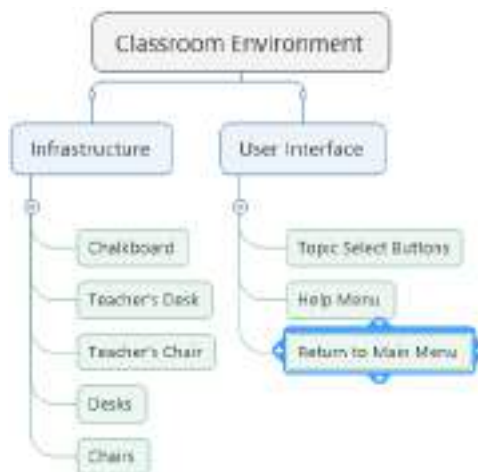 Classroom Environment
Infrastructure
User Interface
Chalkboard
Teacher's Desk
Teacher's Chair
Desks
Chairs
Topic Select Buttons
Help Menu
Return to Main Menu